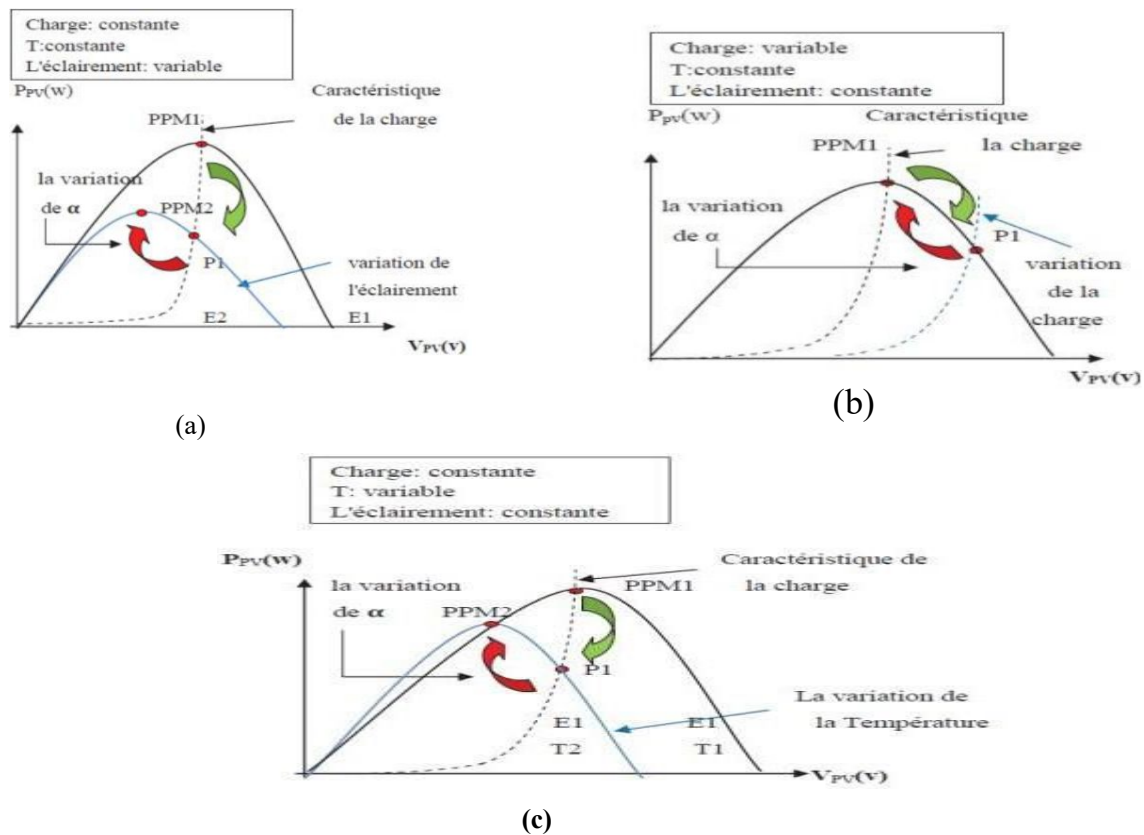 Charge: constante
T:constante
L'éclairement: variable
PPV(w)
Caractéristique
de la charge
PPM1
la variation
de α
PPM2
P1
variation de
l'éclairement
E2
E1
VPV(v)
(a)
Charge: variable
T:constante
L'éclairement: constante
PPV(w)
Caractéristique
la charge
PPM1
la variation
de α
P1
variation
de la
charge
VPV(v)
(b)
Charge: constante
T: variable
L'éclairement: constante
PPV(w)
Caractéristique de
la charge
la variation
de α
PPM2
PPM1
P1
La variation de
la Température
E1
T2
E1
T1
VPV(v)
(c)